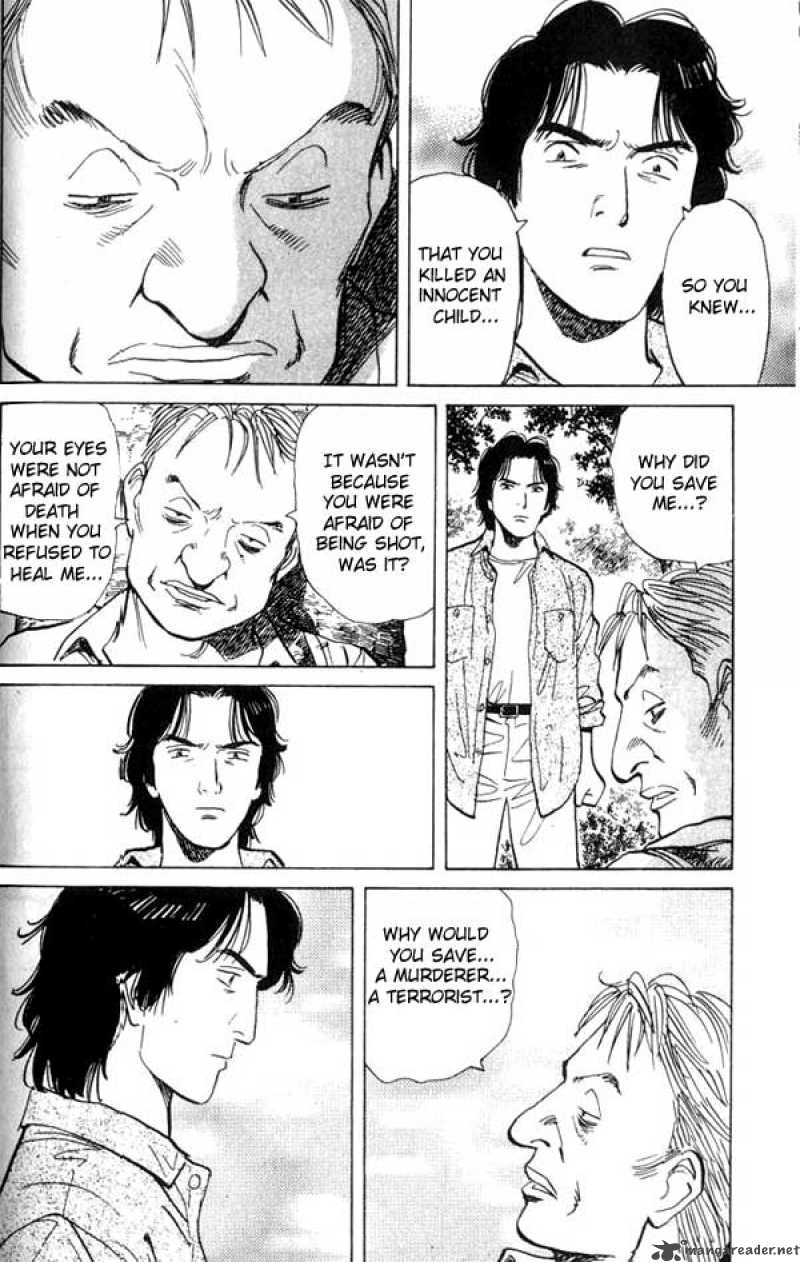 SO YOU
KNEW...
THAT YOU
KILLED AN
INNOCENT
CHILD...
WHY DID
YOU SAVE
ME...?
IT WASN'T
BECAUSE
YOU WERE
AFRAID OF
BEING SHOT,
WAS IT?
YOUR EYES
WERE NOT
AFRAID OF
DEATH
WHEN YOU
REFUSED TO
HEAL ME...
WHY WOULD
YOU SAVE...
A MURDERER...
A TERRORIST...?
mangareader.net